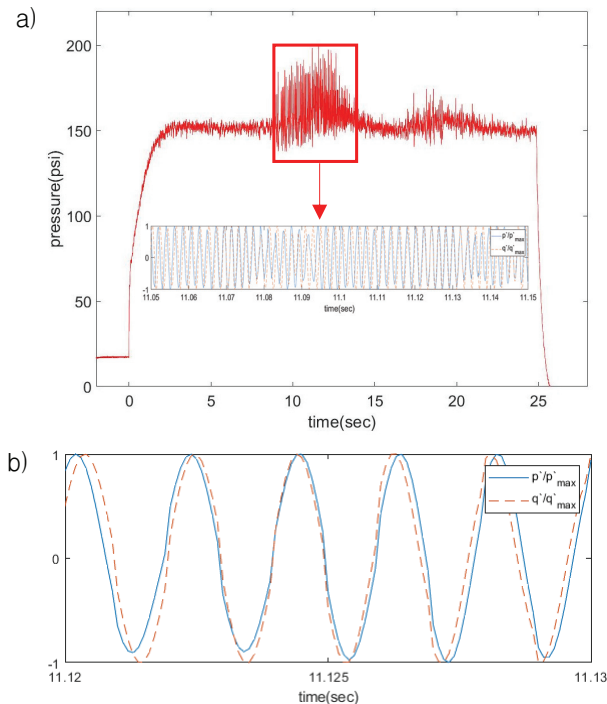 a)
200
150
100
50
0
pressure(psi)
1
0
-1
p`/p`max
q`/q`max
11.05 11.06 11.07 11.08 11.09 11.1 11.11 11.12 11.13 11.14 11.15
time(sec)
0 5 10 15 20 25
time(sec)
b)
1
0
-1
p`/p`max
q`/q`max
11.12 11.125 11.13
time(sec)